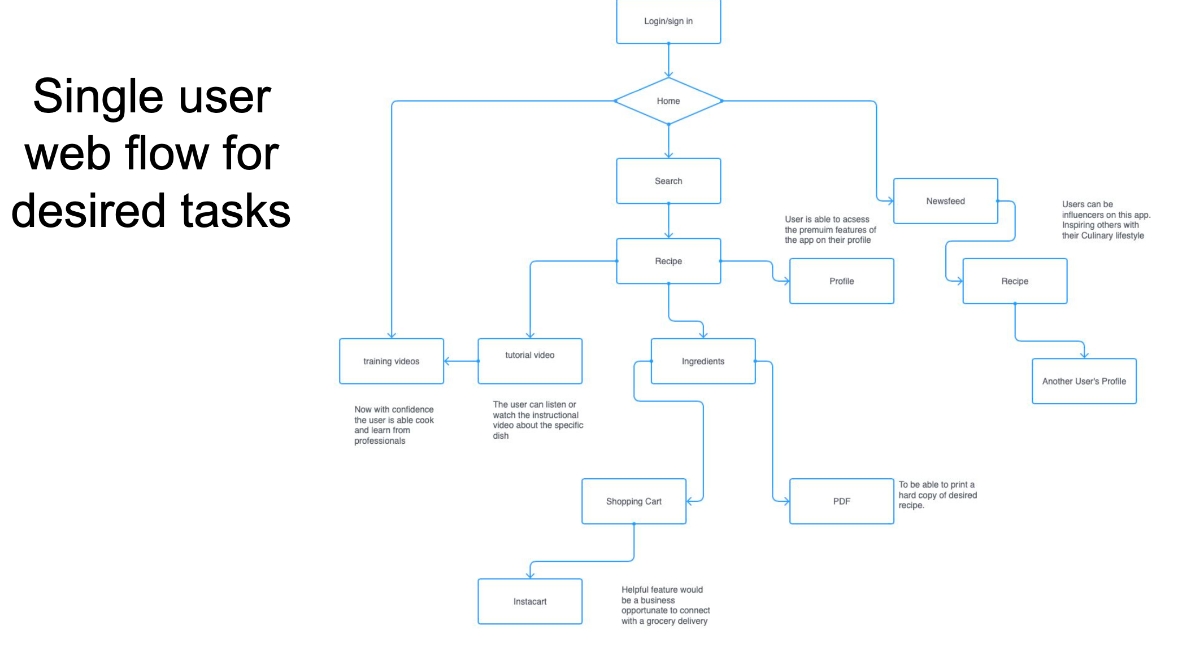 Single user
web flow for
desired tasks
Login/sign in
Home
Search
Newsfeed
Users can be
influencers on this app.
Inspiring others with
their Culinary lifestyle
User is able to acsess
the premuim features of
the app on their profile
Recipe
Profile
Recipe
training videos
tutorial video
Ingredients
Another User's Profile
Now with confidence
the user is able cook
and learn from
professionals
The user can listen or
watch the instructional
video about the specific
dish
Shopping Cart
PDF
To be able to print a
hard copy of desired
recipe.
Instacart
Helpful feature would
be a business
opportunate to connect
with a grocery delivery